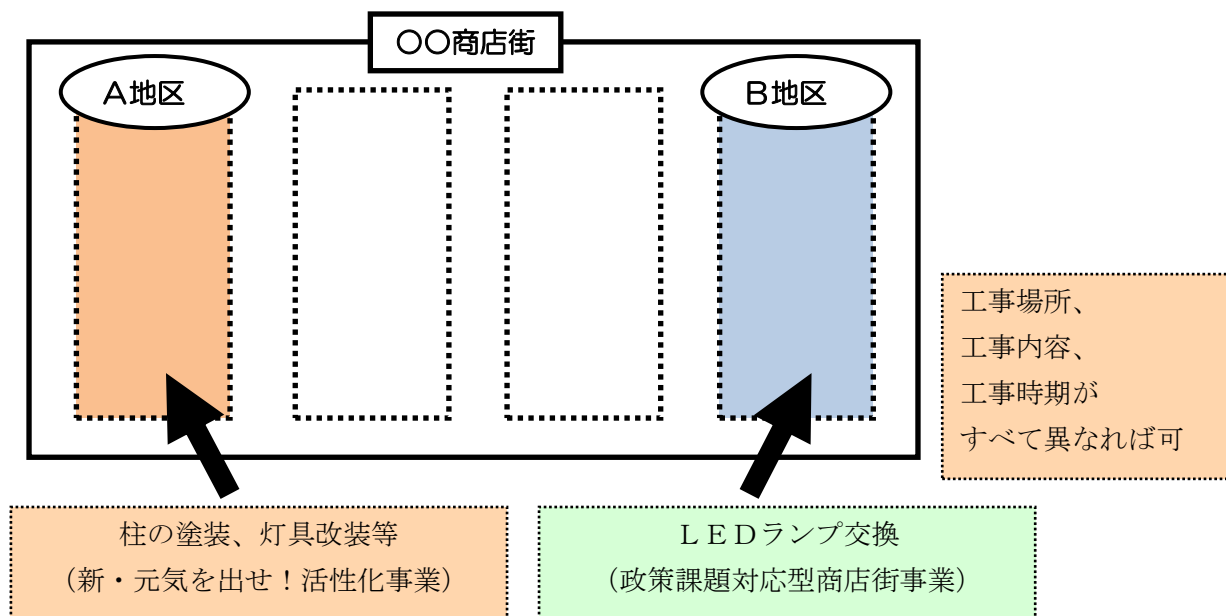 〇〇商店街
A地区
B地区
工事場所、
工事内容、
工事時期が
すべて異なれば可
柱の塗装、灯具改装等
（新・元気を出せ！活性化事業）
ＬＥＤランプ交換
（政策課題対応型商店街事業）